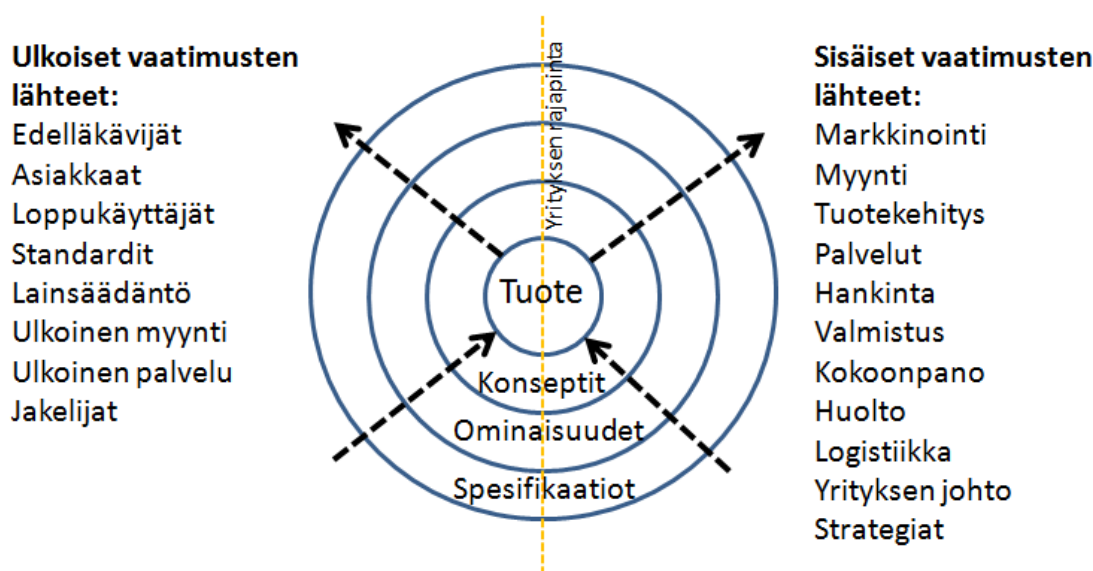 Ulkoiset vaatimusten
lähteet:
Edelläkävijät
Asiakkaat
Loppukäyttäjät
Standardit
Lainsäädäntö
Ulkoinen myynti
Ulkoinen palvelu
Jakelijat
Yrityksen rajapinta
Tuote
Konseptit
Ominaisuudet
Spesifikaatiot
Sisäiset vaatimusten
lähteet:
Markkinointi
Myynti
Tuotekehitys
Palvelut
Hankinta
Valmistus
Kokoonpano
Huolto
Logistiikka
Yrityksen johto
Strategiat